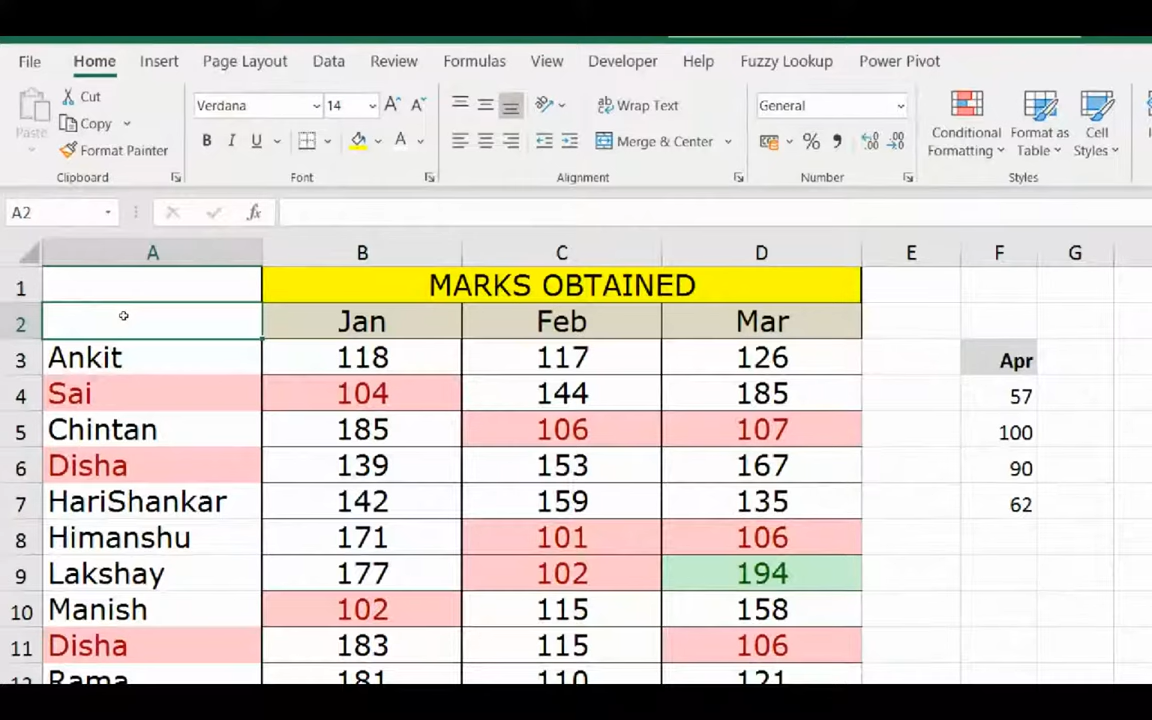 File Home Insert Page Layout Data Review Formulas View Developer Help Fuzzy Lookup Power Pivot
Cut
Copy
Format Painter
Paste
Clipboard
Verdana 14
B I U
Font
Wrap Text
Merge & Center
Alignment
General
Number
Conditional Formatting
Format as Table
Cell Styles
Styles
A2 fx
A B C D E F G
1 MARKS OBTAINED
2 Jan Feb Mar
3 Ankit 118 117 126 Apr
4 Sai 104 144 185 57
5 Chintan 185 106 107 100
6 Disha 139 153 167 90
7 HariShankar 142 159 135 62
8 Himanshu 171 101 106
9 Lakshay 177 102 194
10 Manish 102 115 158
11 Disha 183 115 106
12 Rama 181 110 121